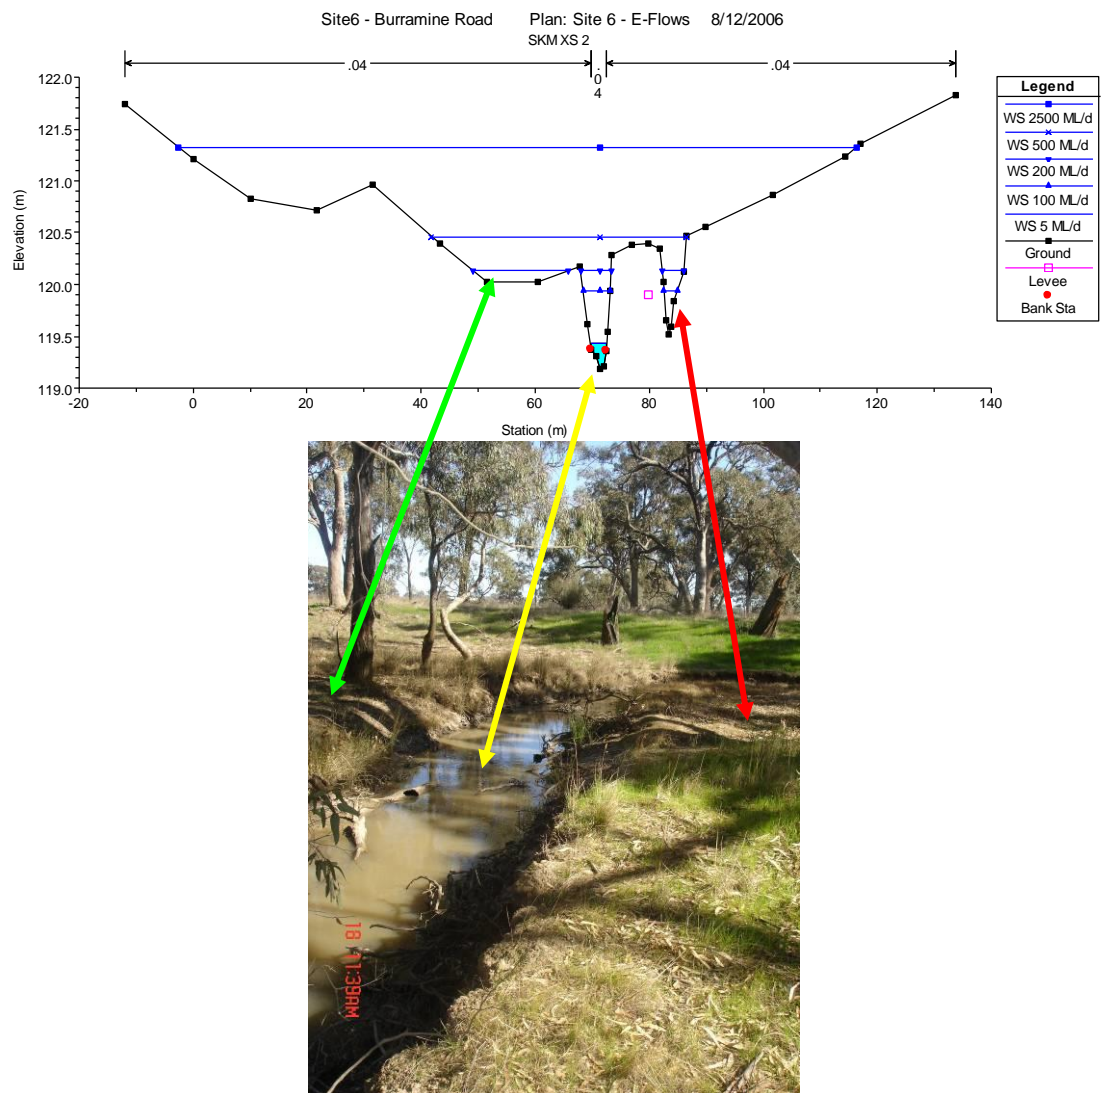 Site6 - Burramine Road Plan: Site 6 - E-Flows 8/12/2006
SKM XS 2
.04
.04
.04
122.0
121.5
121.0
120.5
120.0
119.5
119.0
Elevation (m)
-20
0
20
40
60
80
100
120
140
Station (m)
Legend
WS 2500 ML/d
WS 500 ML/d
WS 200 ML/d
WS 100 ML/d
WS 5 ML/d
Ground
Levee
Bank Sta
18 11:39AM